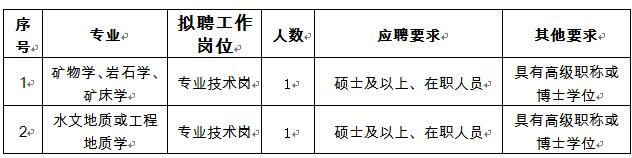 序号 专业 拟聘工作岗位 人数 应聘要求 其他要求
1 矿物学、岩石学、矿床学 专业技术岗 1 硕士及以上、在职人员 具有高级职称或博士学位
2 水文地质或工程地质学 专业技术岗 1 硕士及以上、在职人员 具有高级职称或博士学位